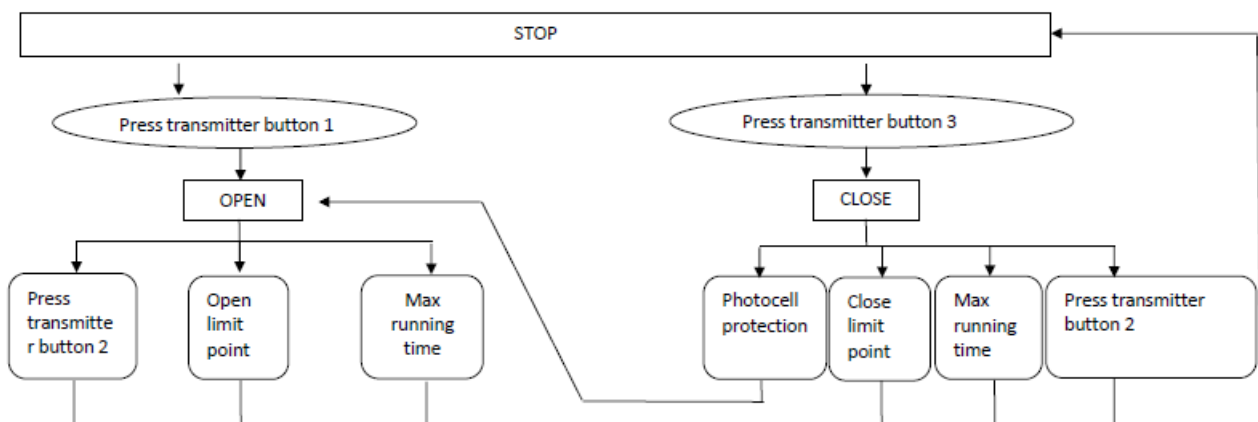 STOP
Press transmitter button 1
Press transmitter button 3
OPEN
CLOSE
Press
transmitte
r button 2
Open
limit
point
Max
running
time
Photocell
protection
Close
limit
point
Max
running
time
Press transmitter
button 2